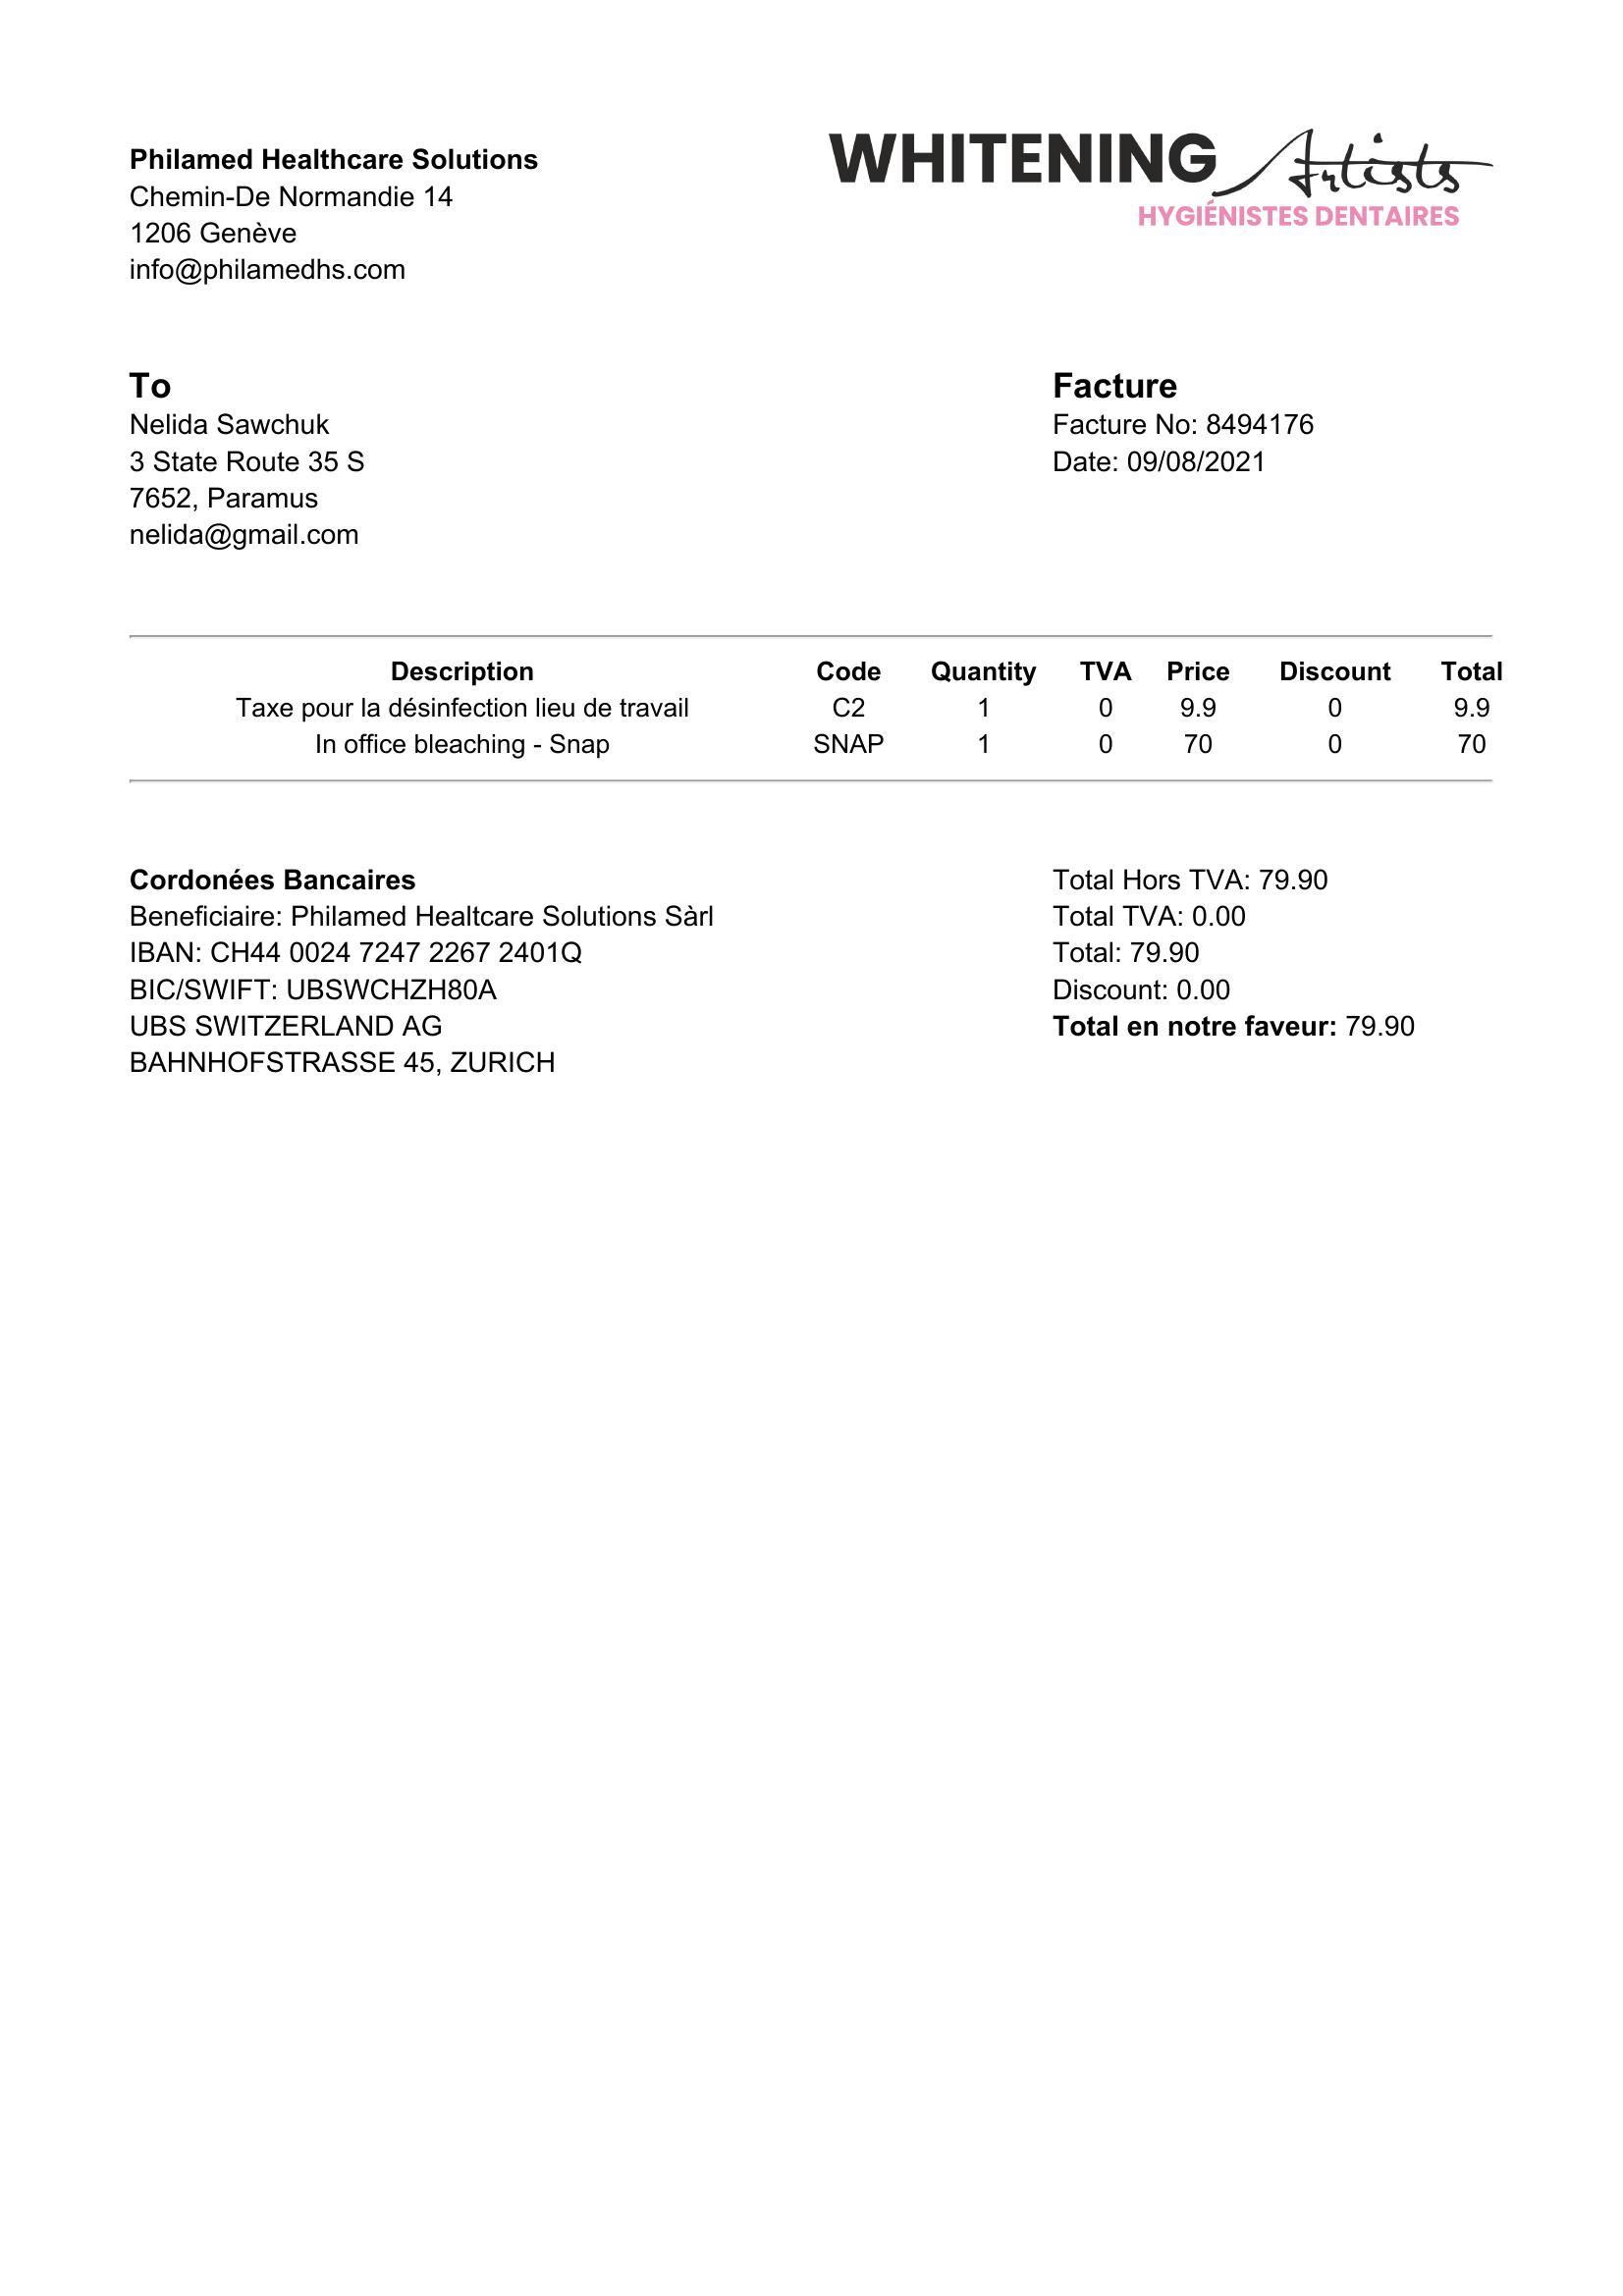 Philamed Healthcare Solutions
Chemin-De Normandie 14
1206 Genève
info@philamedhs.com
WHITENING Artists
HYGIÉNISTES DENTAIRES
To
Nelida Sawchuk
3 State Route 35 S
7652, Paramus
nelida@gmail.com
Facture
Facture No: 8494176
Date: 09/08/2021
Description Code Quantity TVA Price Discount Total
Taxe pour la désinfection lieu de travail C2 1 0 9.9 0 9.9
In office bleaching - Snap SNAP 1 0 70 0 70
Cordonées Bancaires
Beneficiaire: Philamed Healtcare Solutions Sàrl
IBAN: CH44 0024 7247 2267 2401Q
BIC/SWIFT: UBSWCHZH80A
UBS SWITZERLAND AG
BAHNHOFSTRASSE 45, ZURICH
Total Hors TVA: 79.90
Total TVA: 0.00
Total: 79.90
Discount: 0.00
Total en notre faveur: 79.90